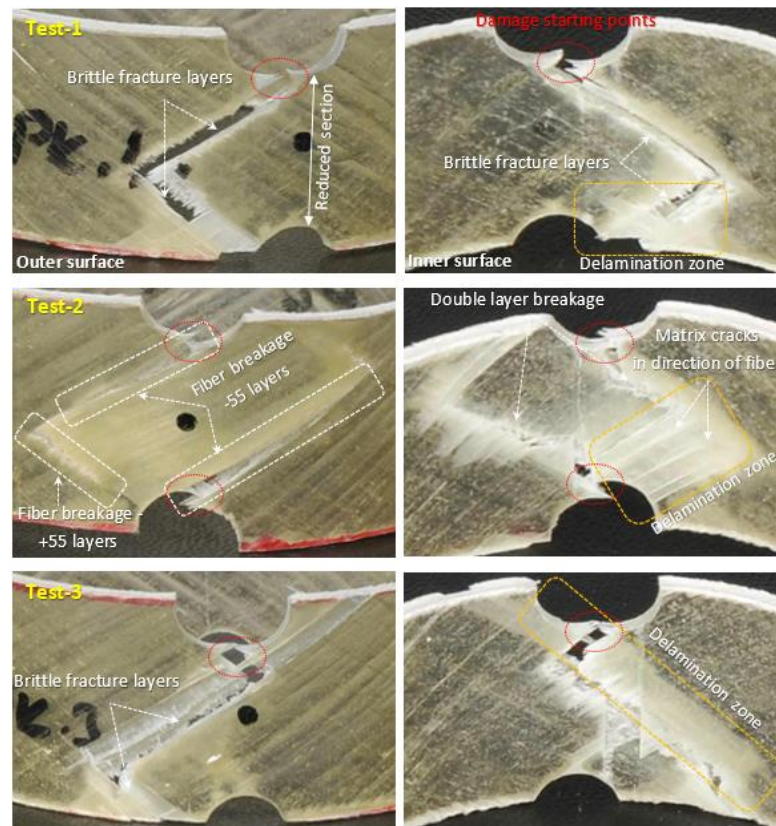 Test-1
Brittle fracture layers
Reduced section
Outer surface
Damage starting points
Brittle fracture layers
Inner surface
Delamination zone
Test-2
Fiber breakage
-55 layers
Fiber breakage -
+55 layers
Double layer breakage
Matrix cracks
in direction of fiber
Delamination zone
Test-3
Brittle fracture layers
Delamination zone